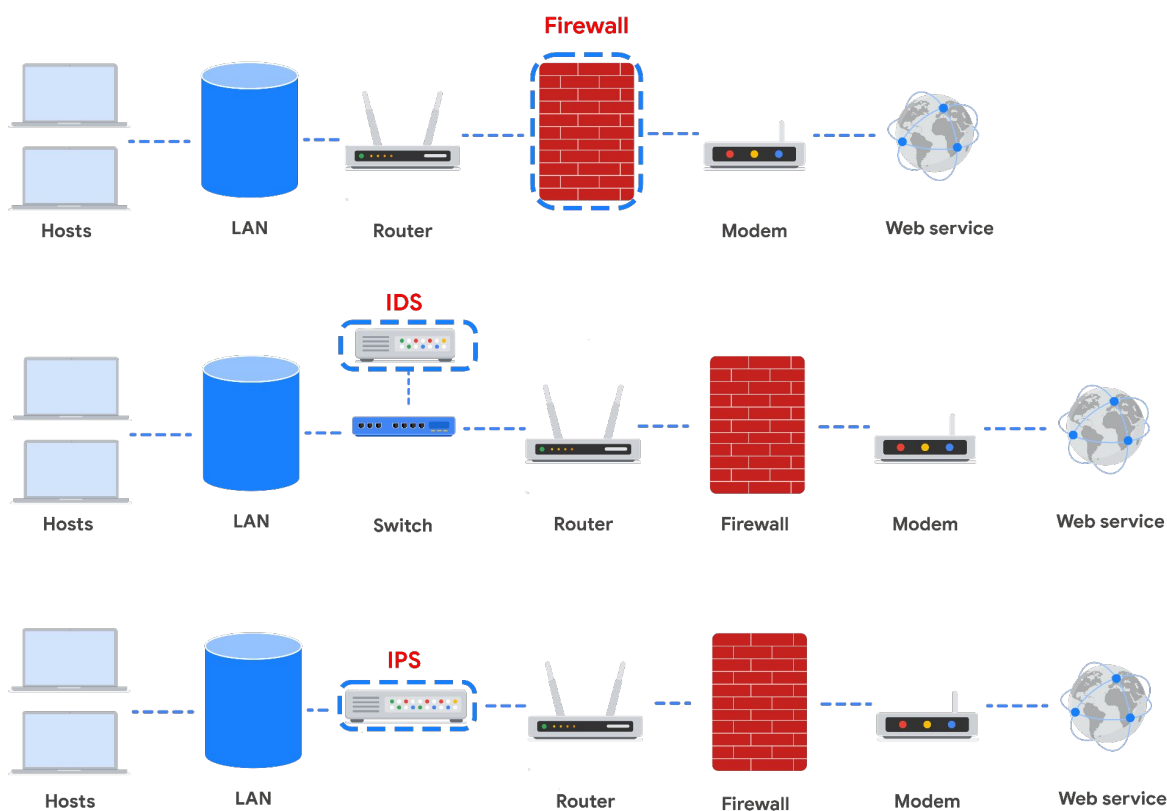 Firewall
Hosts
LAN
Router
Modem
Web service
IDS
Hosts
LAN
Switch
Router
Firewall
Modem
Web service
IPS
Hosts
LAN
Router
Firewall
Modem
Web service